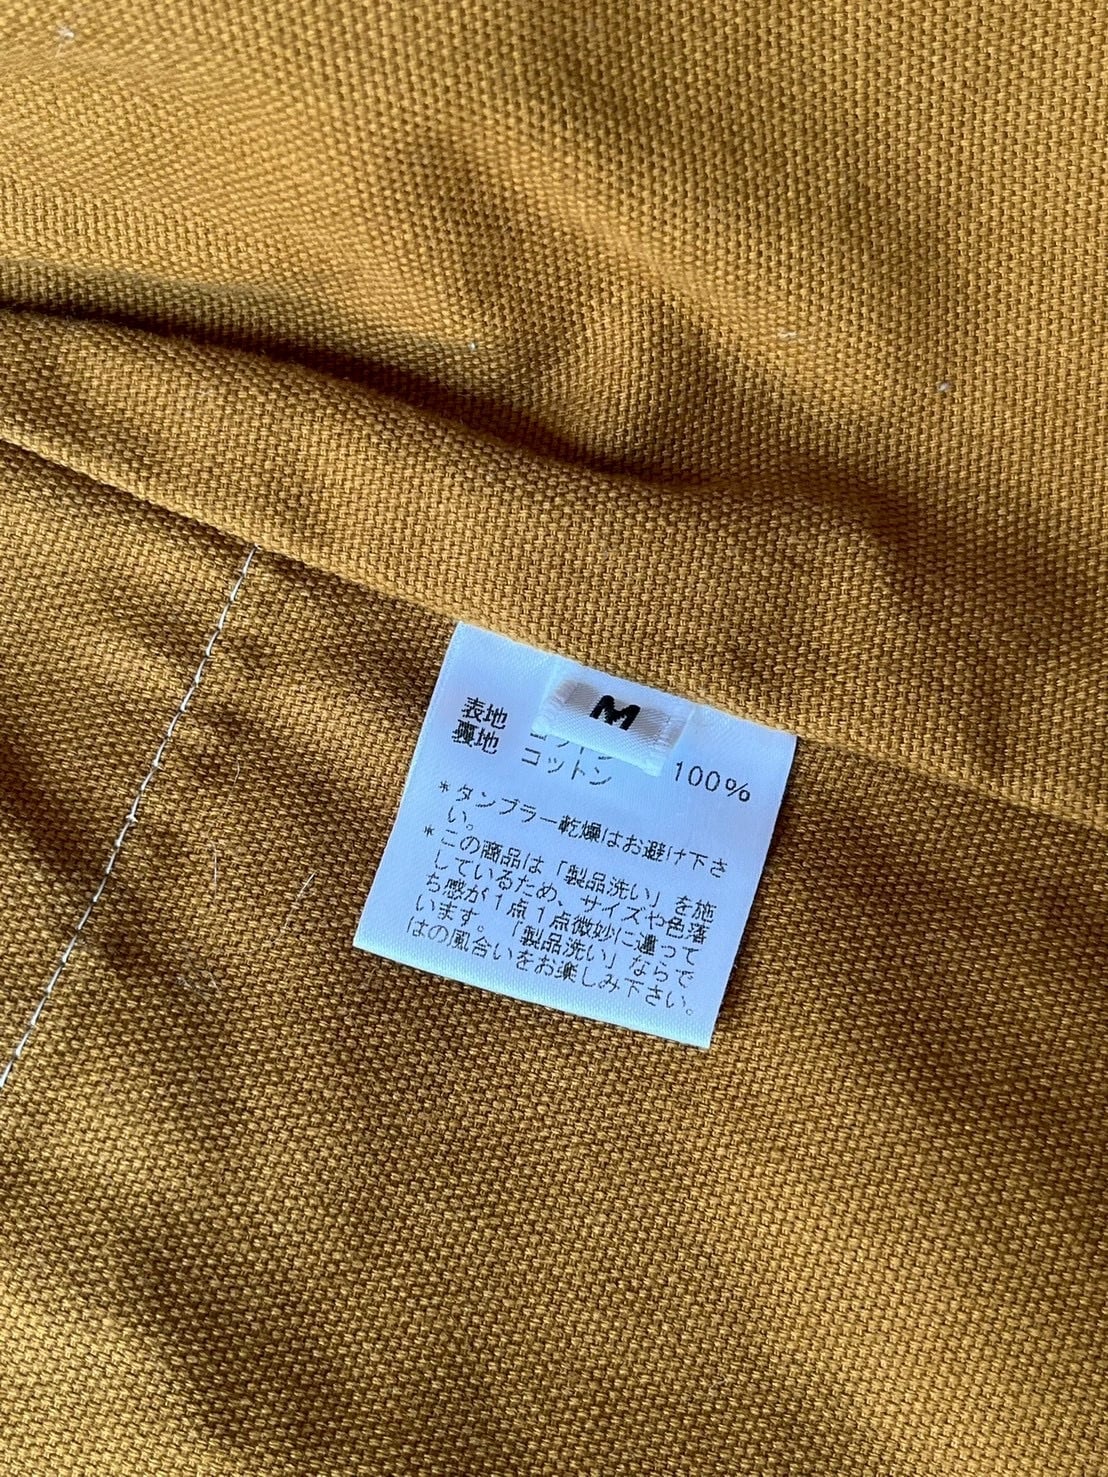 M
表地
裏地 コットン 100%
*タンブラー乾燥はお避け下さ
い。
*この商品は「製品洗い」を施
しているため、サイズや色落
ち感が1点1点微妙に違って
います。「製品洗い」ならで
はの風合いをお楽しみ下さい。